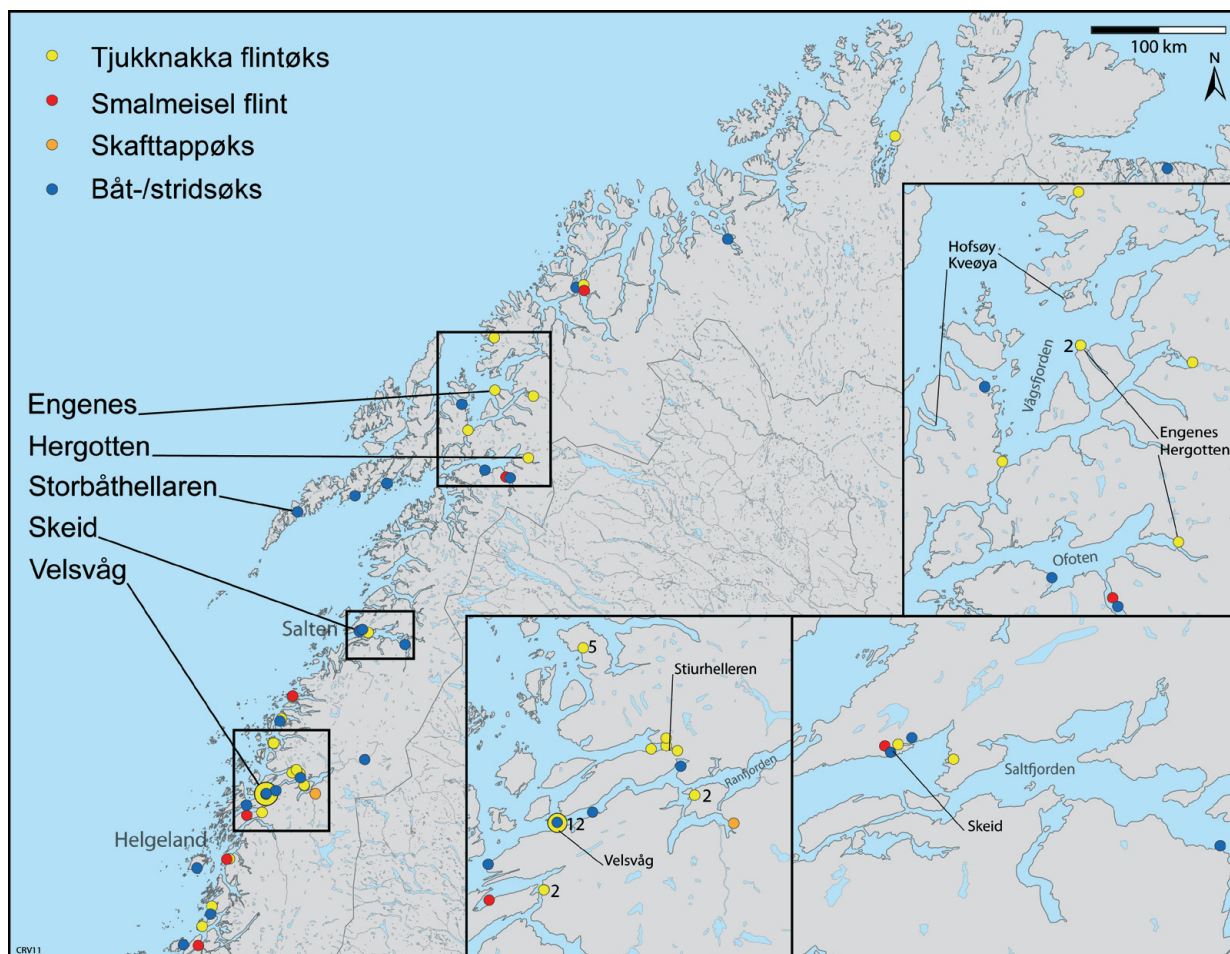 Tjukknakka flintøks
Smalmeisel flint
Skafttappøks
Båt-/stridsøks
100 km
N
Engenes
Hergotten
Storbåthellaren
Skeid
Velsvåg
Salten
Helgeland
CRV11
Hofsøy
Kveøya
2
Vågsfjorden
Engenes
Hergotten
Ofoten
5
Stiurhelleren
Ranfjorden
2
12
Velsvåg
2
Saltfjorden
Skeid